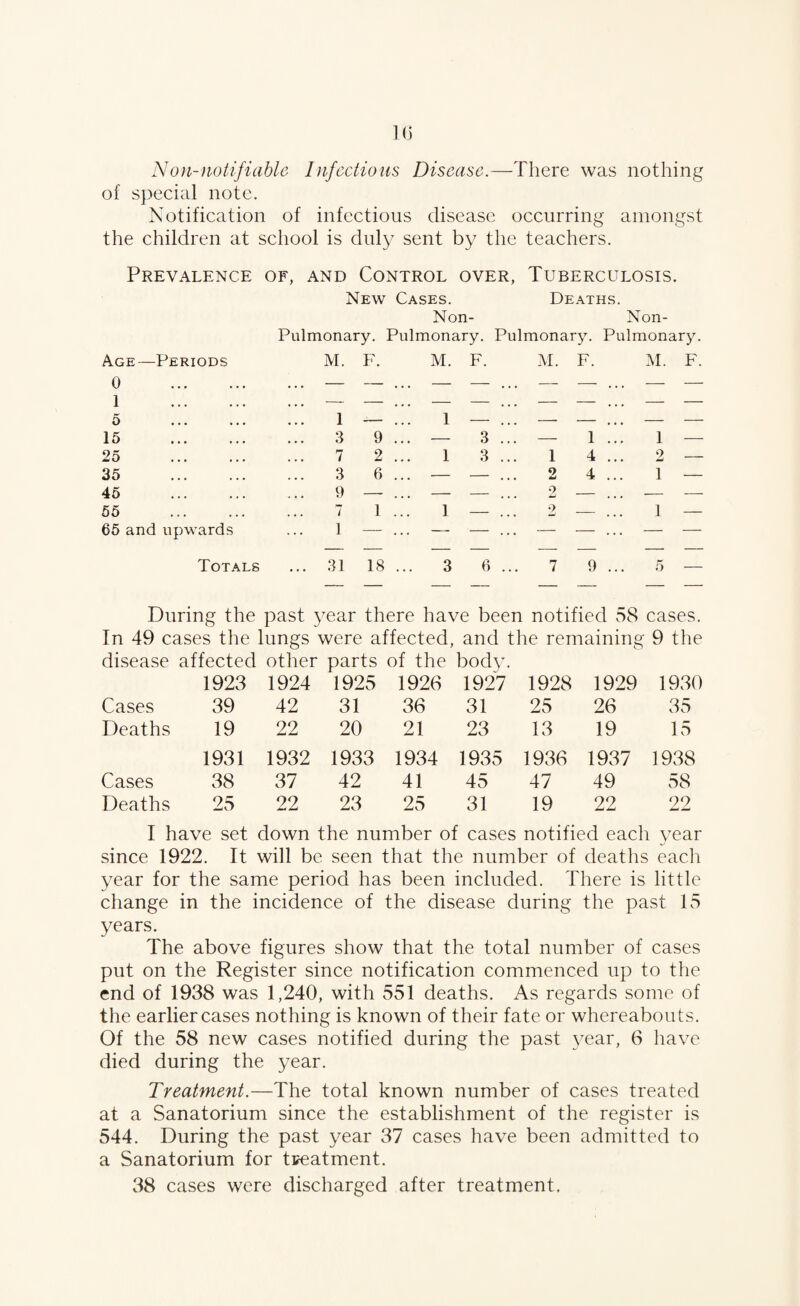 16
Non-notifiable Infectious Disease.—There was nothing
of special note.
Notification of infectious disease occurring amongst
the children at school is duly sent by the teachers.
Prevalence of, and Control over, Tuberculosis.
New Cases. Deaths.
Non- Non-
Pulmonary. Pulmonary. Pulmonary. Pulmonary.
Age—Periods M. F. M. F. M. F. M. F.
0 ... ... ... — — ... — — ... — — ... — —
1 ... ... ... — — ... — — ... — — ... — —
5 ... ... ... 1 — ... 1 — ... — — ... — —
15 ... ... ... 3 9 ... — 3 ... — 1 ... 1 —
25 ... ... ... 7 2 ... 1 3 ... 1 4 ... 2 —
35 ... ... ... 3 6 ... — — ... 2 4 ... 1 —
45 ... ... ... 9 — ... — — ... 2 — ... — —
55 ... ... ... 7 1 ... 1 — ... 2 — ... 1 —
65 and upwards ... 1 — ... — — ... — — ... — —
Totals ... 31 18 ... 3 6 ... 7 9 ... 5 —
During the past year there have been notified 58 cases.
In 49 cases the lungs were affected, and the remaining 9 the
disease affected other parts of the body.
1923 1924 1925 1926 1927 1928 1929 1930
Cases 39 42 31 36 31 25 26 35
Deaths 19 22 20 21 23 13 19 15
1931 1932 1933 1934 1935 1936 1937 1938
Cases 38 37 42 41 45 47 49 58
Deaths 25 22 23 25 31 19 22 22
I have set down the number of cases notified each year
since 1922. It will be seen that the number of deaths each
year for the same period has been included. There is little
change in the incidence of the disease during the past 15
years.
The above figures show that the total number of cases
put on the Register since notification commenced up to the
end of 1938 was 1,240, with 551 deaths. As regards some of
the earlier cases nothing is known of their fate or whereabouts.
Of the 58 new cases notified during the past year, 6 have
died during the year.
Treatment.—The total known number of cases treated
at a Sanatorium since the establishment of the register is
544. During the past year 37 cases have been admitted to
a Sanatorium for treatment.
38 cases were discharged after treatment.